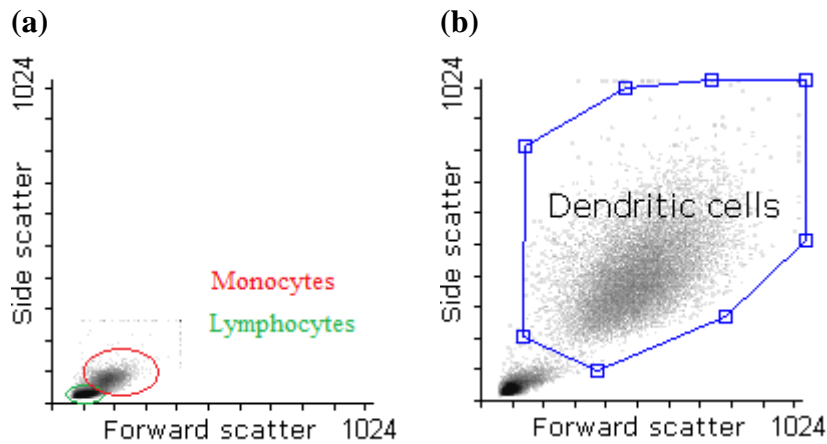 (a)
1024
Side scatter
Monocytes
Lymphocytes
Forward scatter 1024
(b)
1024
Side scatter
Dendritic cells
Forward scatter 1024